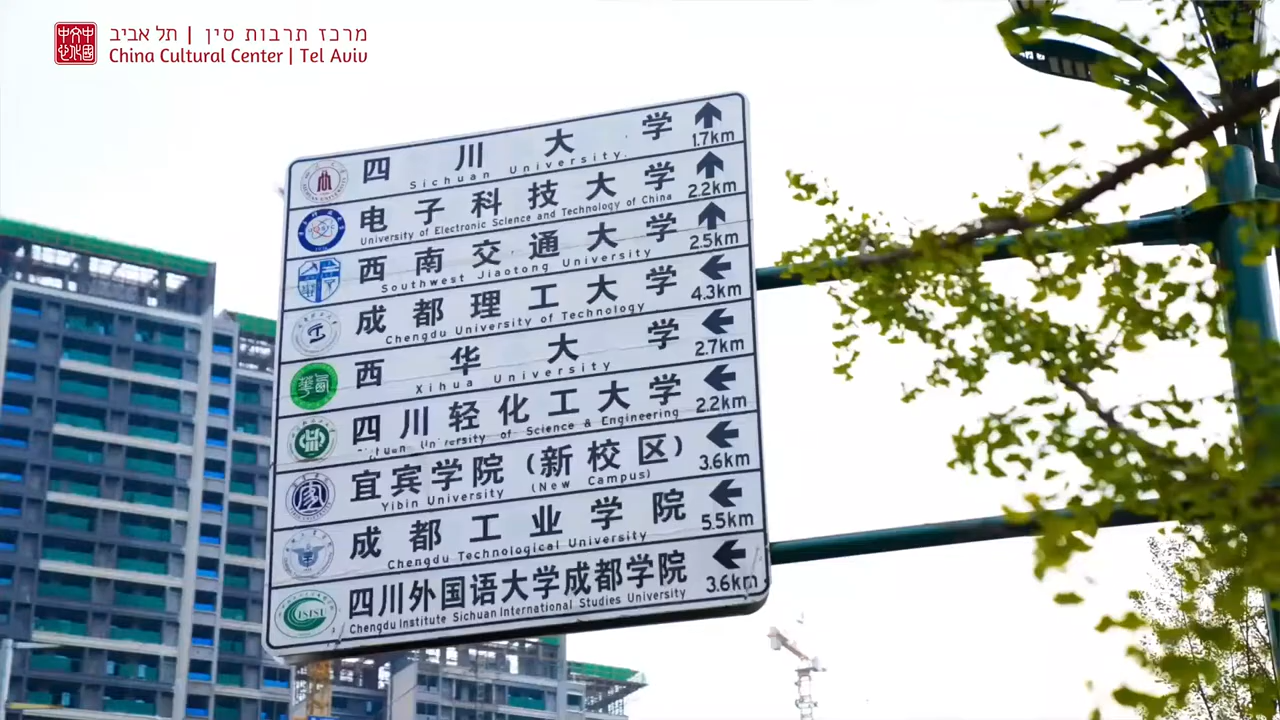 מרכז תרבות סין | תל אביב
China Cultural Center | Tel Aviv
四川大学
Sichuan University.
1.7km
电子科技大学
University of Electronic Science and Technology of China
2.2km
西南交通大学
Southwest Jiaotong University
2.5km
成都理工大学
Chengdu University of Technology
4.3km
西华大学
Xihua University
2.7km
四川轻化工大学
University of Science & Engineering
2.2km
宜宾学院（新校区）
Yibin University (New Campus)
3.6km
成都工业学院
Chengdu Technological University
5.5km
四川外国语大学成都学院
Chengdu Institute Sichuan International Studies University
3.6km